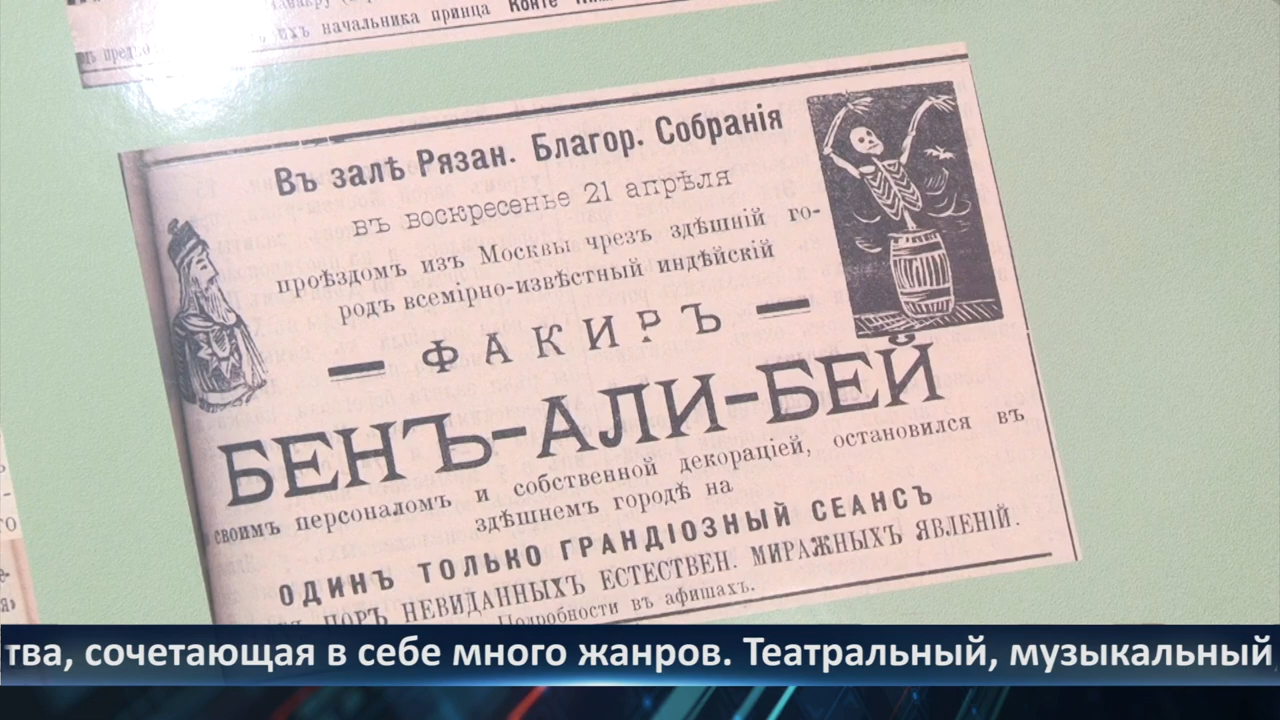 начальника принца Конте
Въ залѣ Рязан. Благор. Собранія
въ воскресенье 21 апрѣля
проѣздомъ изъ Москвы чрезъ здѣшній го-
родъ всемірно-извѣстный индѣйскій
— ФАКИРЪ —
БЕНЪ-АЛИ-БЕЙ
своимъ персоналомъ и собственной декораціей, остановился въ
здѣшнемъ городѣ на
ОДИНЪ ТОЛЬКО ГРАНДІОЗНЫЙ СЕАНСЪ
ПОРЪ НЕВИДАННЫХЪ ЕСТЕСТВЕН. МИРАЖНЫХЪ ЯВЛЕНІЙ.
Подробности въ афишахъ.
тва, сочетающая в себе много жанров. Театральный, музыкальный,